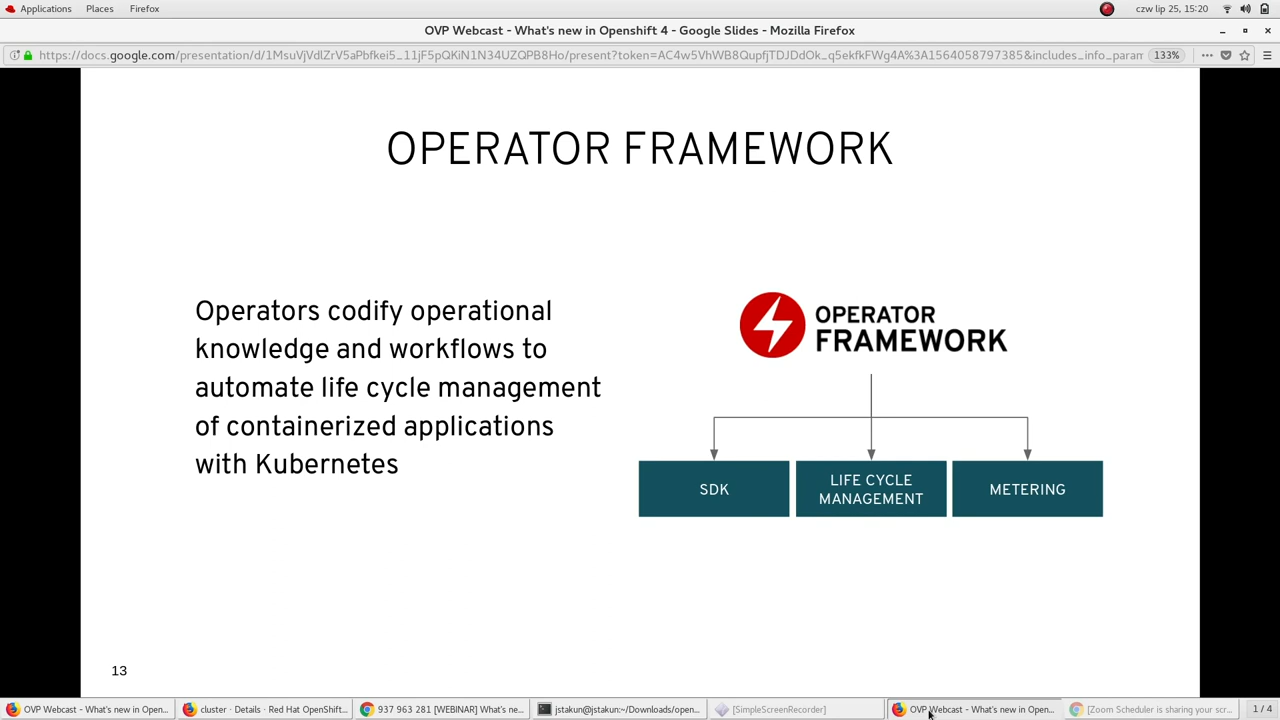 Applications Places Firefox czw lip 25, 15:20
OVP Webcast - What's new in Openshift 4 - Google Slides - Mozilla Firefox
133%
OPERATOR FRAMEWORK
Operators codify operational
knowledge and workflows to
automate life cycle management
of containerized applications
with Kubernetes
OPERATOR
FRAMEWORK
SDK
LIFE CYCLE
MANAGEMENT
METERING
13
OVP Webcast - What's new in Open... cluster · Details · Red Hat OpenShift... 937 963 281 [WEBINAR] What's ne... jstakun@jstakun:~/Downloads/open... [SimpleScreenRecorder] OVP Webcast - What's new in Open... [Zoom Scheduler is sharing your scr... 1 / 4